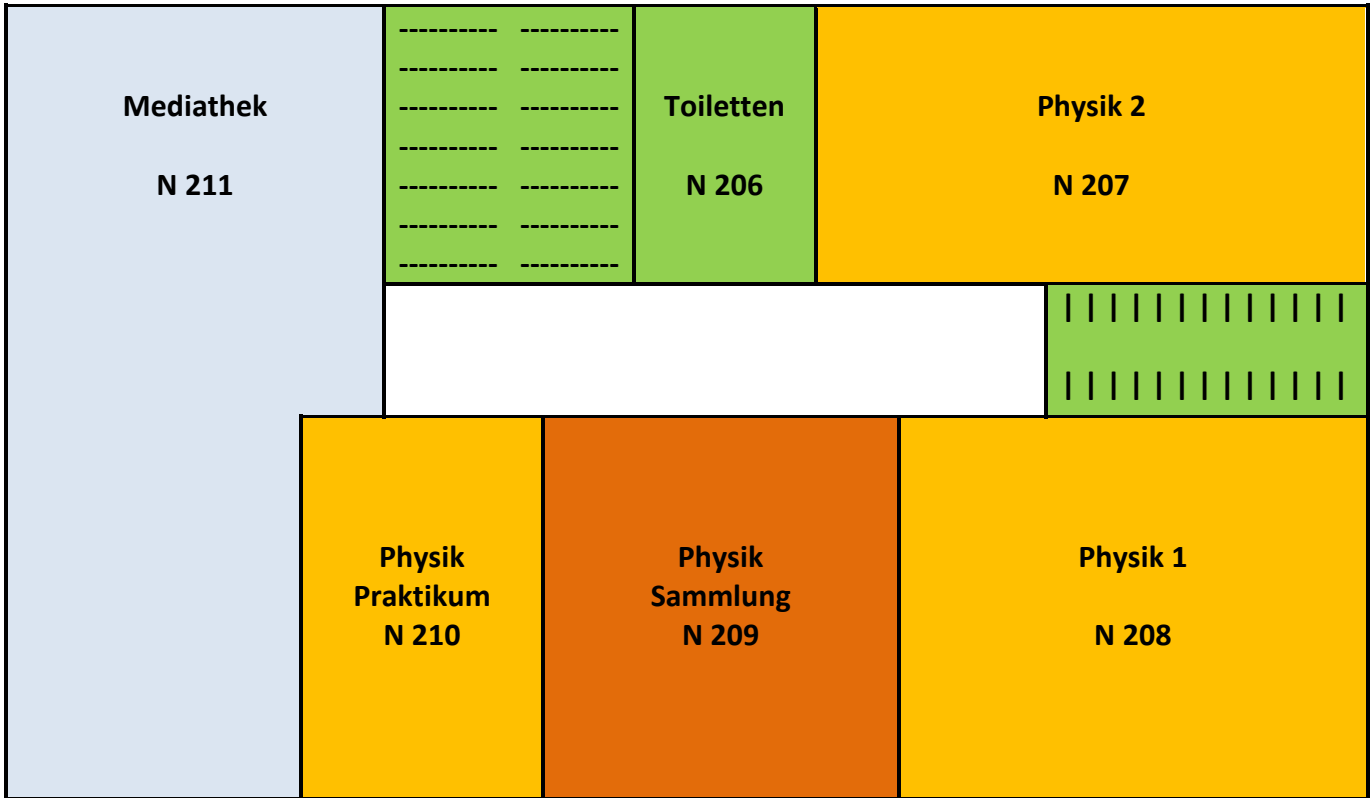 Mediathek
N 211
Toiletten
N 206
Physik 2
N 207
Physik
Praktikum
N 210
Physik
Sammlung
N 209
Physik 1
N 208